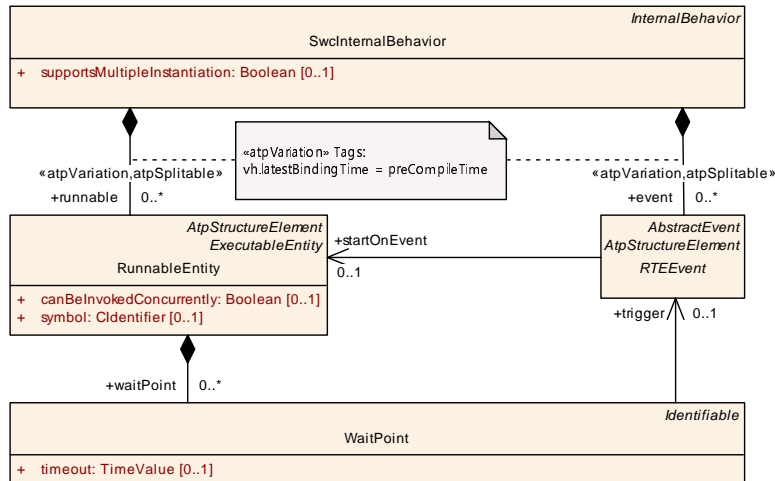 InternalBehavior
SwcInternalBehavior
+ supportsMultipleInstantiation: Boolean [0..1]
«atpVariation» Tags:
vh.latestBindingTime = preCompileTime
«atpVariation,atpSplitable»
+runnable 0..*
«atpVariation,atpSplitable»
+event 0..*
AtpStructureElement
ExecutableEntity
RunnableEntity
+ canBeInvokedConcurrently: Boolean [0..1]
+ symbol: CIdentifier [0..1]
+startOnEvent
0..1
AbstractEvent
AtpStructureElement
RTEEvent
+trigger 0..1
+waitPoint 0..*
Identifiable
WaitPoint
+ timeout: TimeValue [0..1]